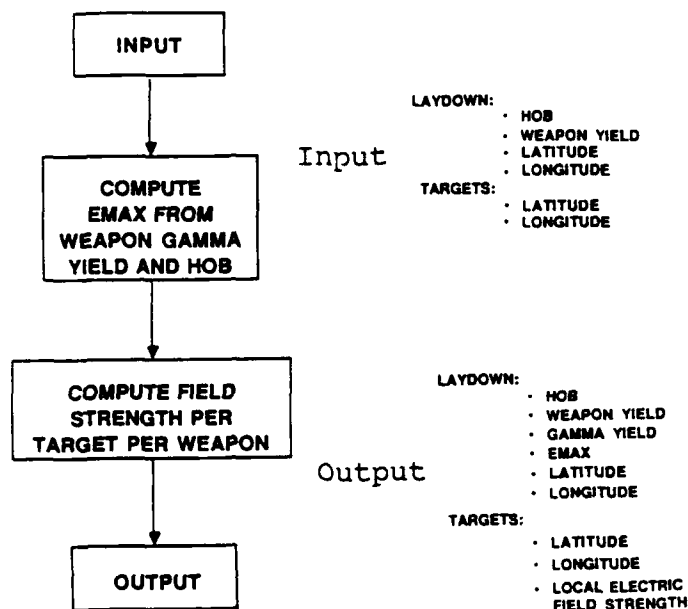 INPUT
COMPUTE
EMAX FROM
WEAPON GAMMA
YIELD AND HOB
COMPUTE FIELD
STRENGTH PER
TARGET PER WEAPON
OUTPUT
Input
LAYDOWN:
· HOB
· WEAPON YIELD
· LATITUDE
· LONGITUDE
TARGETS:
· LATITUDE
· LONGITUDE
Output
LAYDOWN:
· HOB
· WEAPON YIELD
· GAMMA YIELD
· EMAX
· LATITUDE
· LONGITUDE
TARGETS:
· LATITUDE
· LONGITUDE
· LOCAL ELECTRIC
FIELD STRENGTH